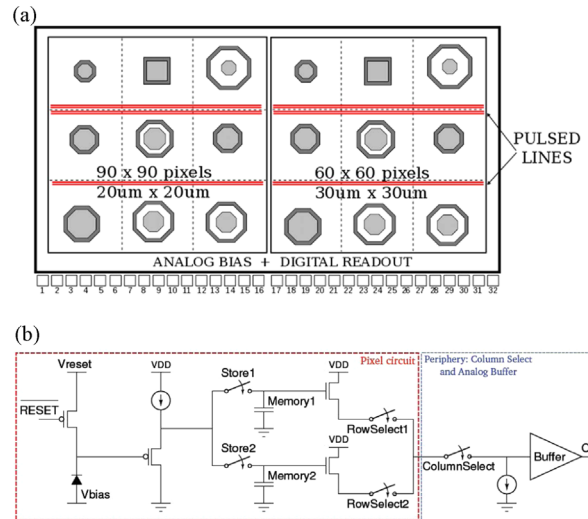 (a)
PULSED
LINES
90 x 90 pixels
60 x 60 pixels
20um x 20um
30um x 30um
ANALOG BIAS + DIGITAL READOUT
1 2 3 4 5 6 7 8 9 10 11 12 13 14 15 16 17 18 19 20 21 22 23 24 25 26 27 28 29 30 31 32
(b)
Pixel circuit
Periphery: Column Select
and Analog Buffer
Vreset
VDD
Store1
VDD
RESET
Memory1
RowSelect1
Store2
VDD
ColumnSelect
Buffer
Memory2
Vbias
RowSelect2